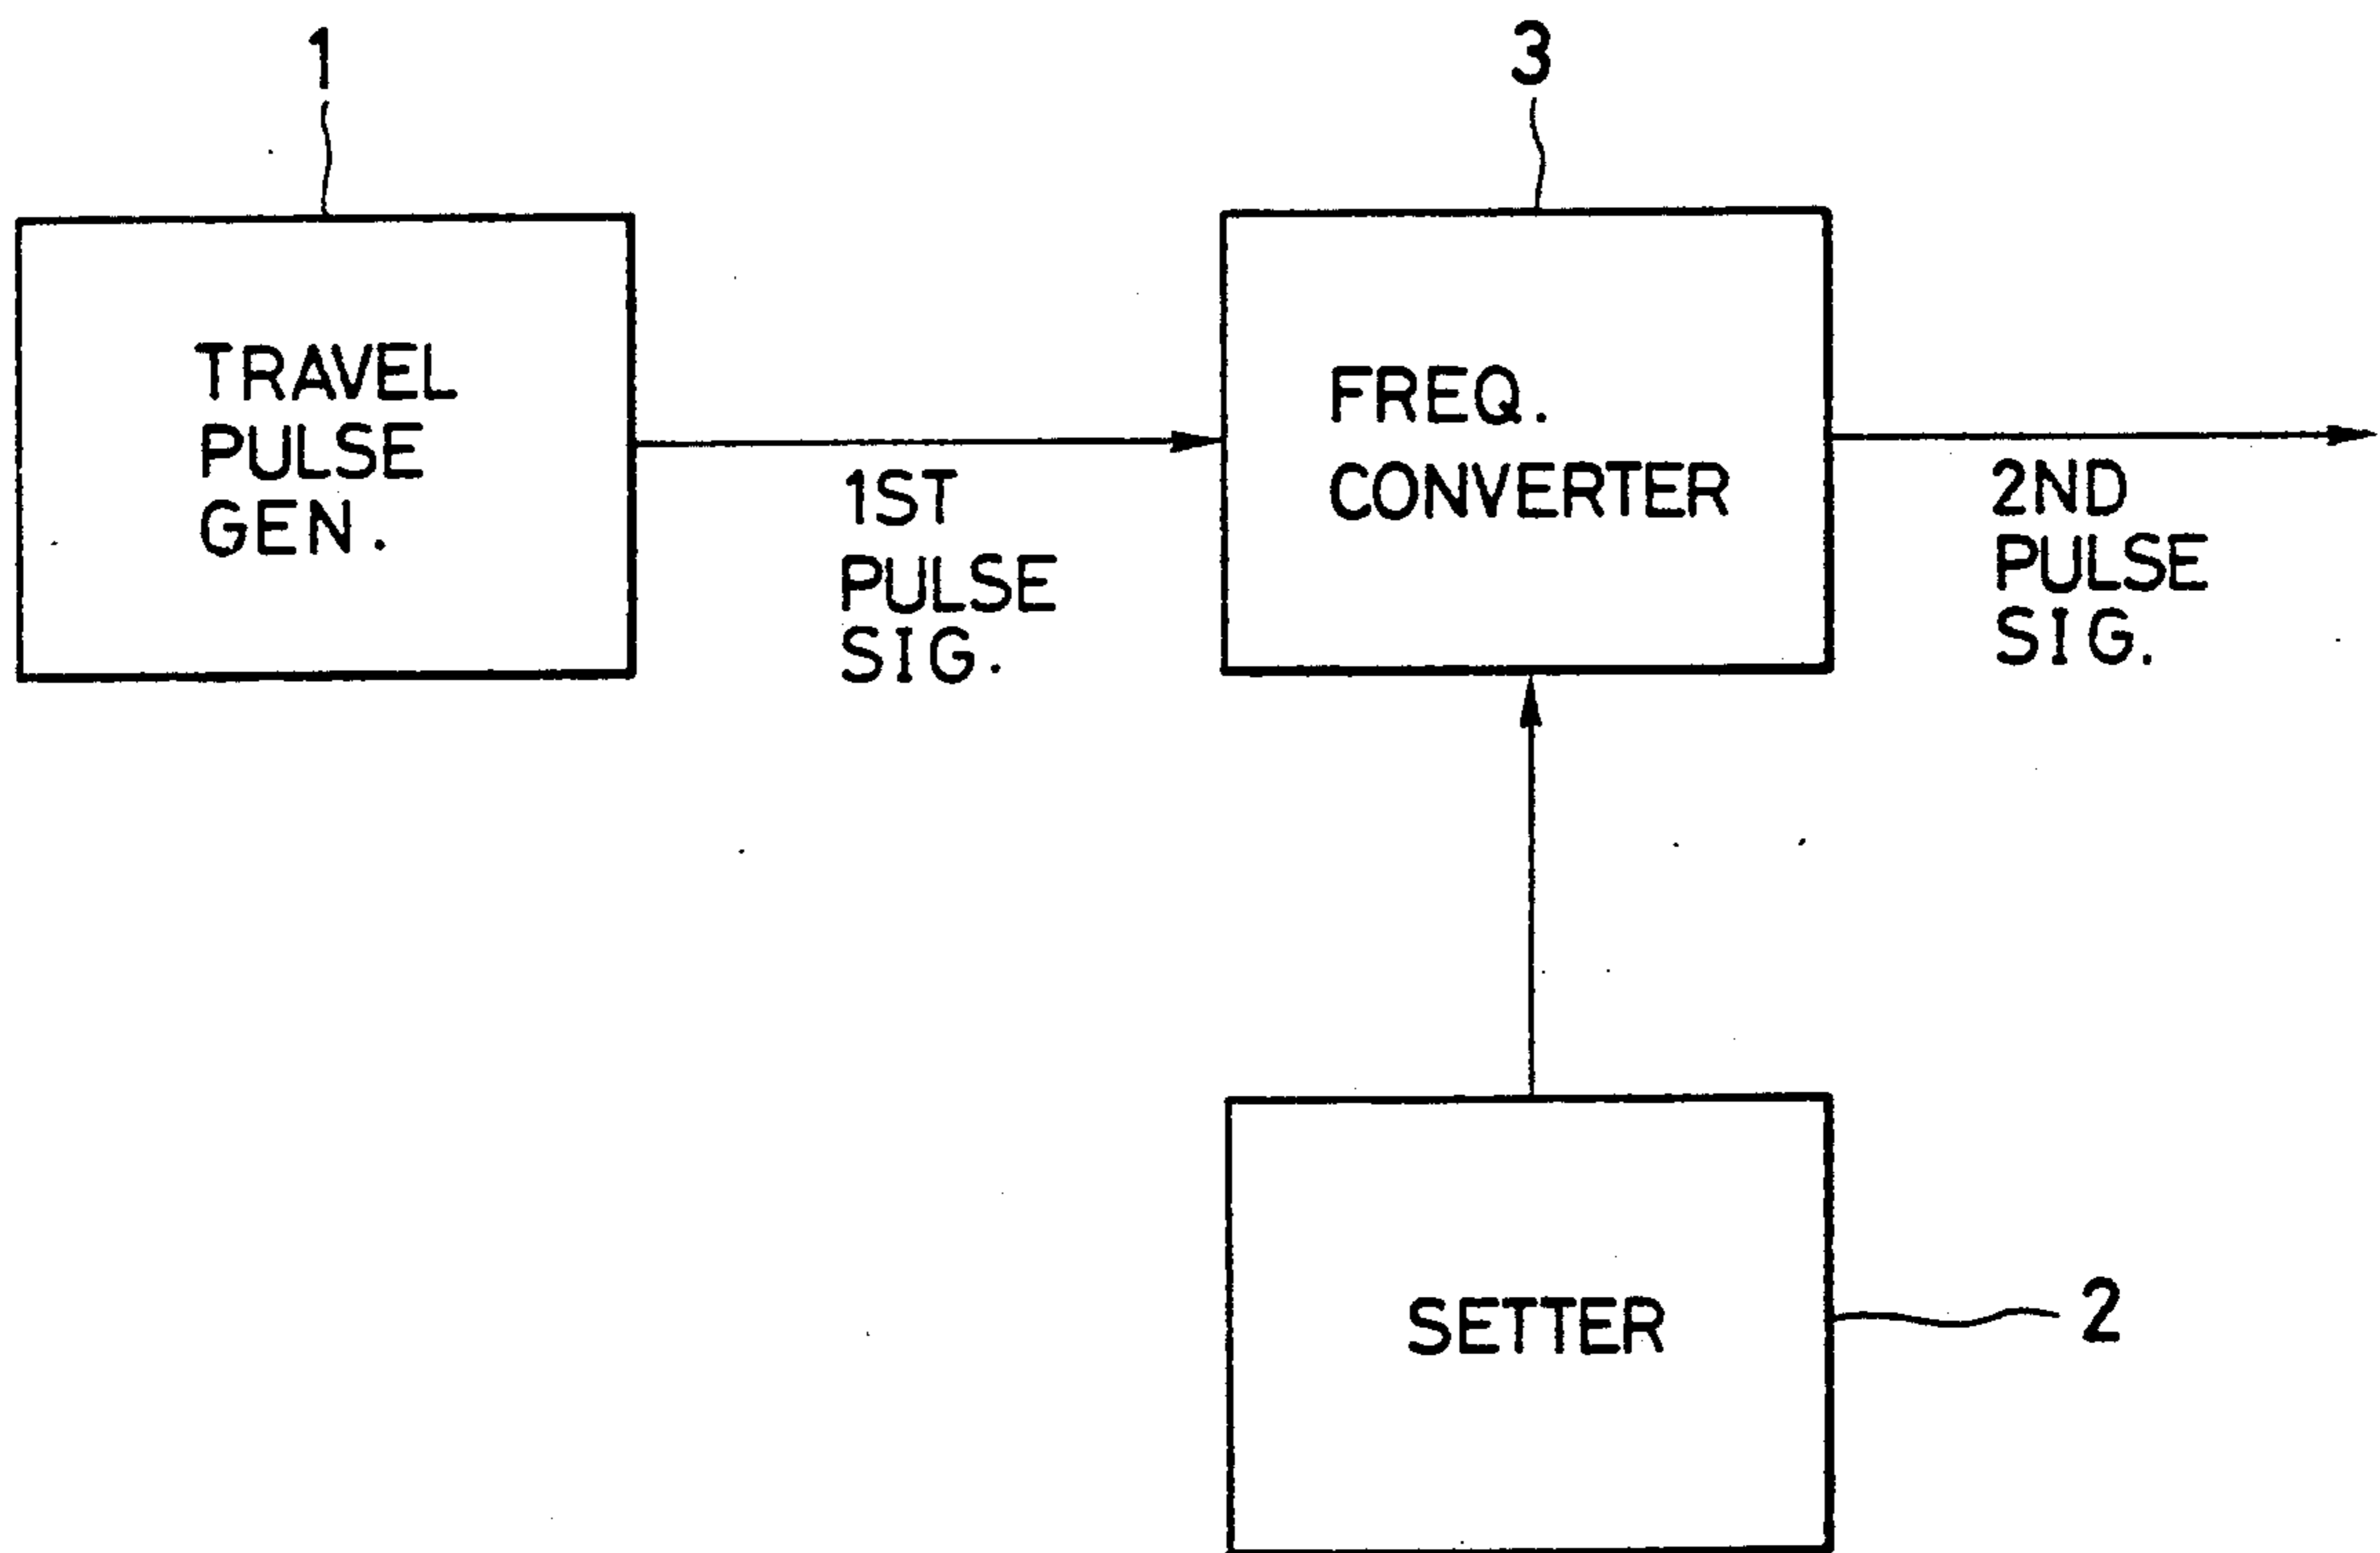 1
3
TRAVEL
PULSE
GEN.
1ST
PULSE
SIG.
FREQ.
CONVERTER
2ND
PULSE
SIG.
SETTER
2